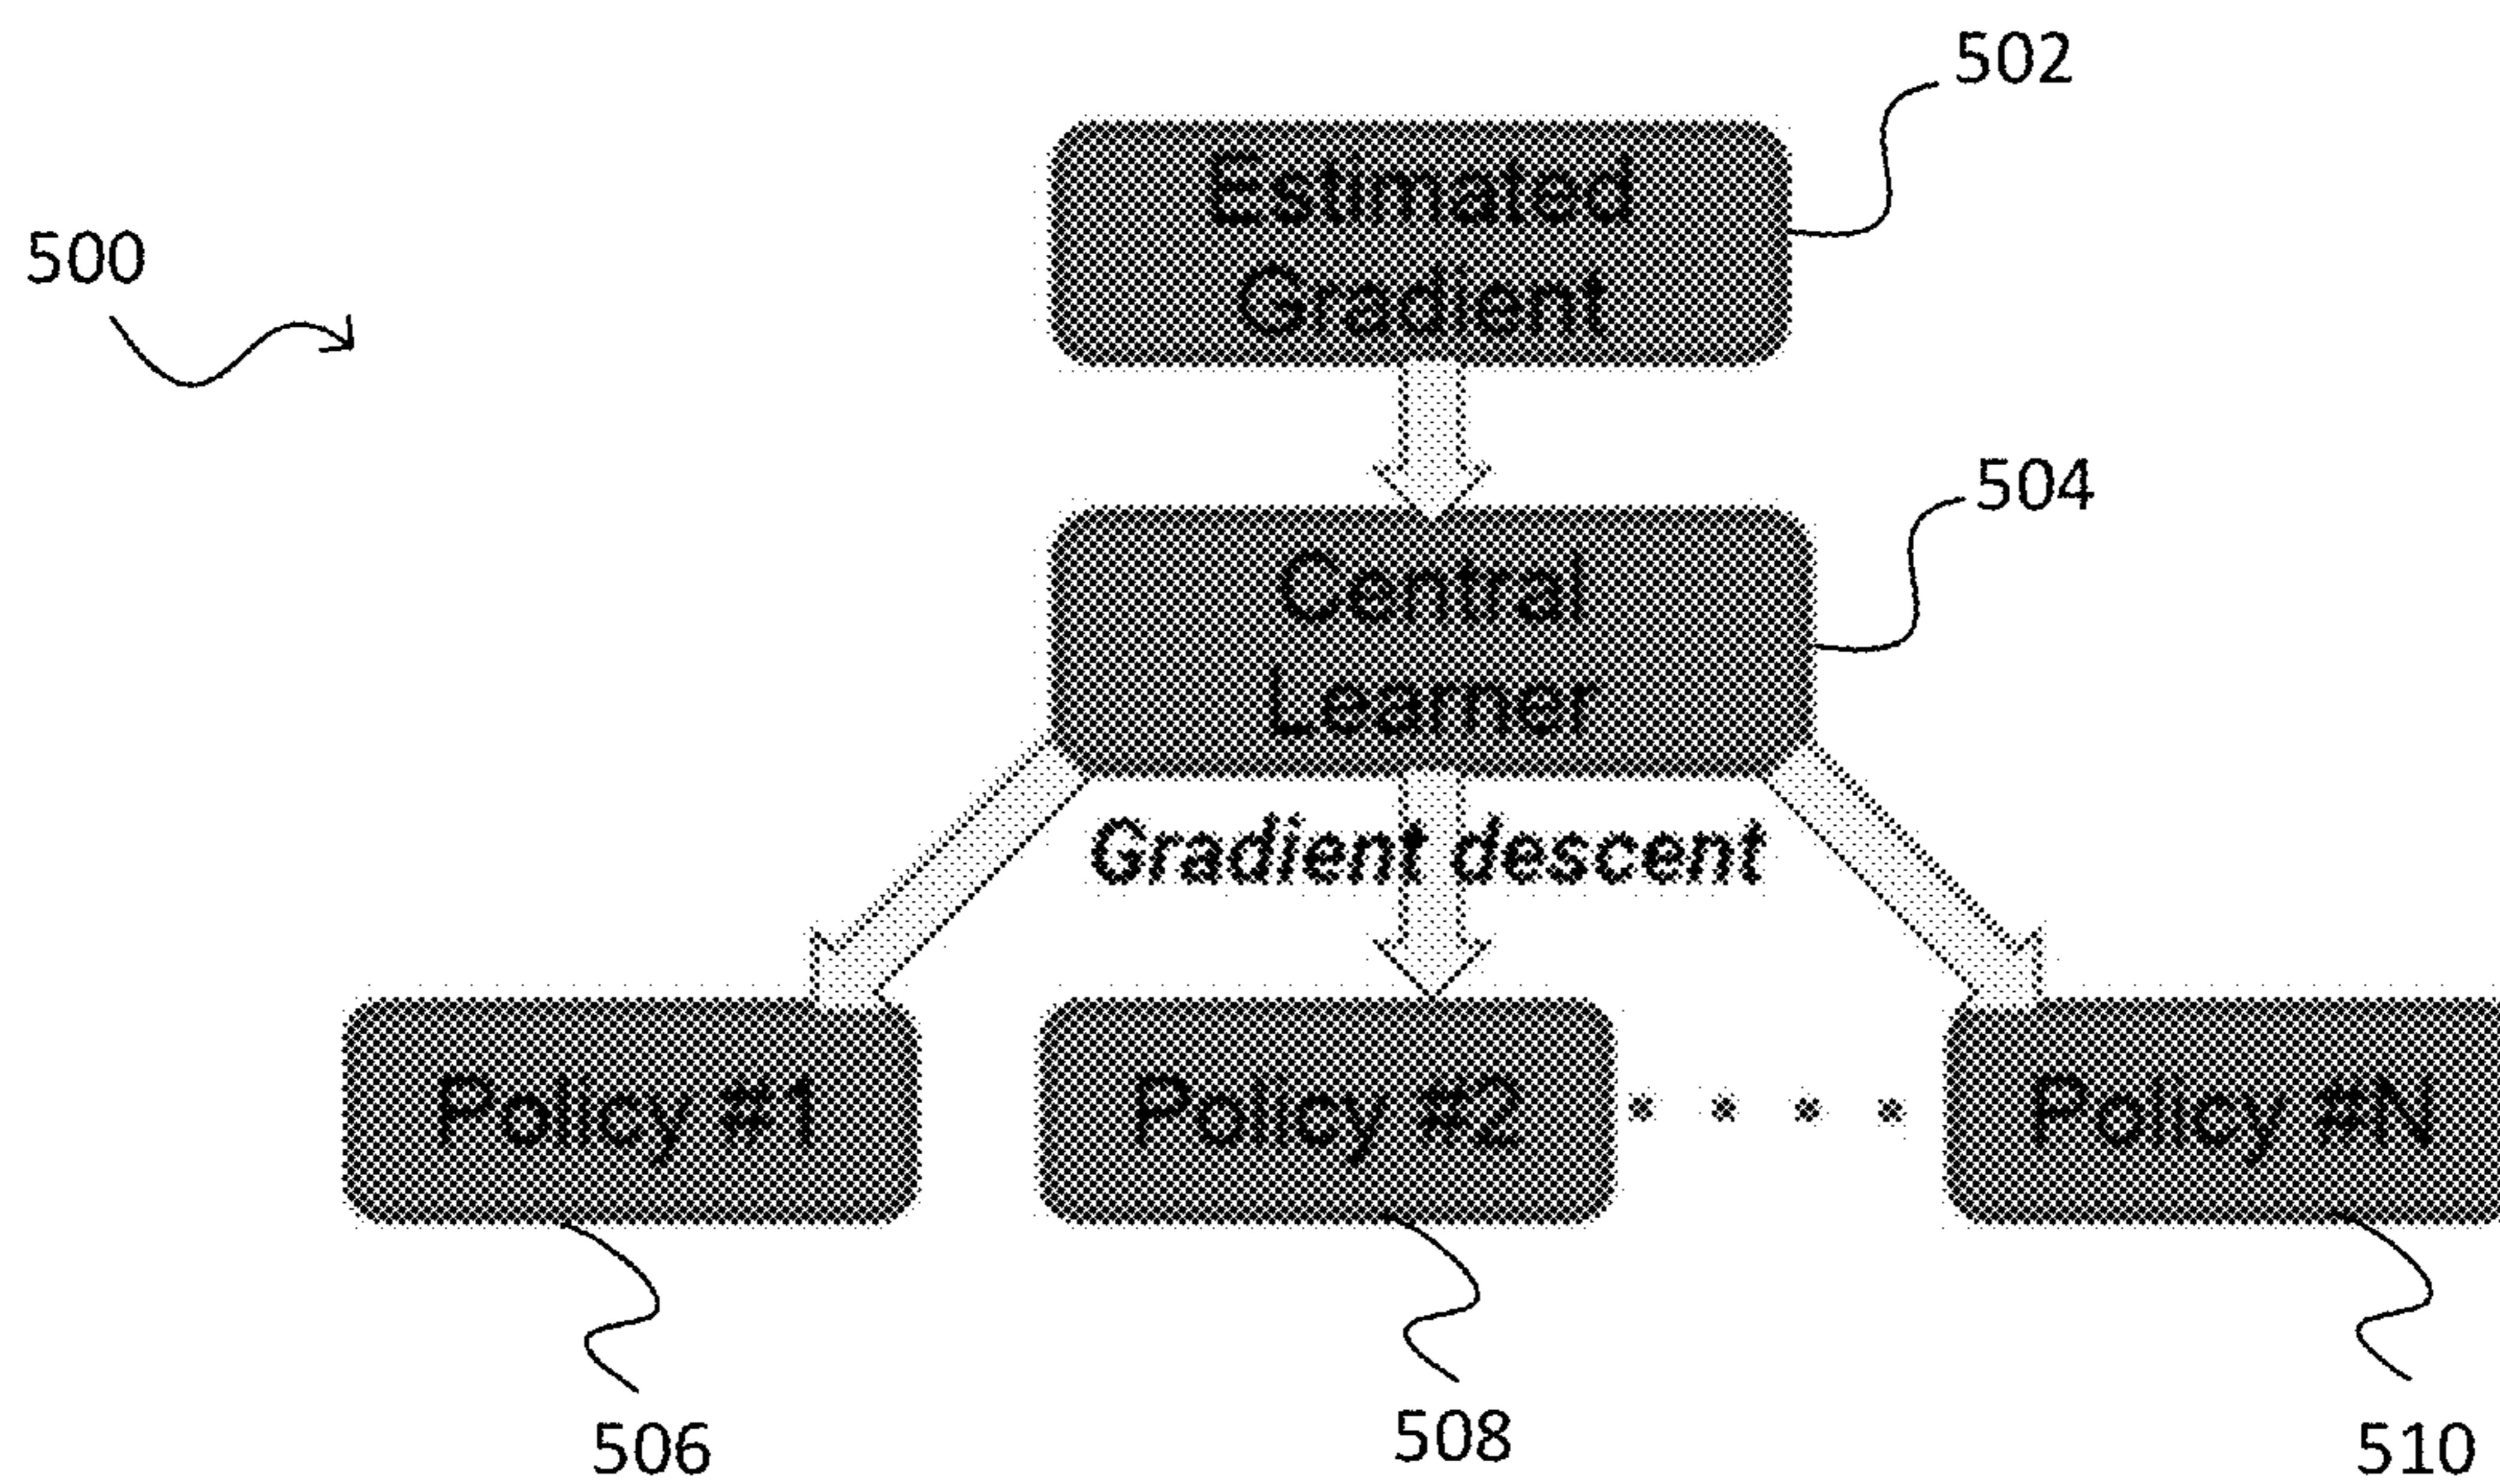 502
500
Estimated
Gradient
504
Central
Learner
Gradient descent
Policy #1
Policy #2
Policy #N
506
508
510